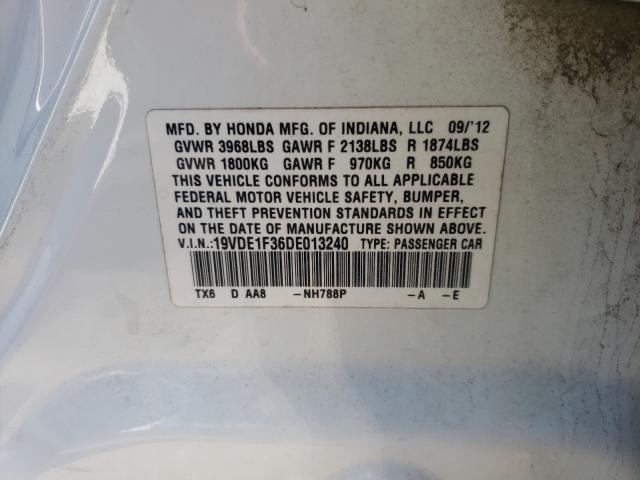 MFD. BY HONDA MFG. OF INDIANA, LLC 09/'12
GVWR 3968LBS GAWR F 2138LBS R 1874LBS
GVWR 1800KG GAWR F 970KG R 850KG
THIS VEHICLE CONFORMS TO ALL APPLICABLE
FEDERAL MOTOR VEHICLE SAFETY, BUMPER,
AND THEFT PREVENTION STANDARDS IN EFFECT
ON THE DATE OF MANUFACTURE SHOWN ABOVE.
V.I.N.:19VDE1F36DE013240 TYPE: PASSENGER CAR
TX6 D AA8 -NH788P -A -E